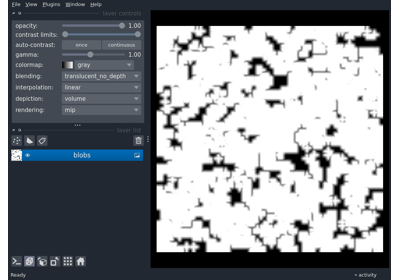 File View Plugins Window Help
layer controls
opacity: 1.00
contrast limits:
auto-contrast: once continuous
gamma: 1.00
colormap: gray
blending: translucent_no_depth
interpolation: linear
depiction: volume
rendering: mip
layer list
blobs
Ready
activity